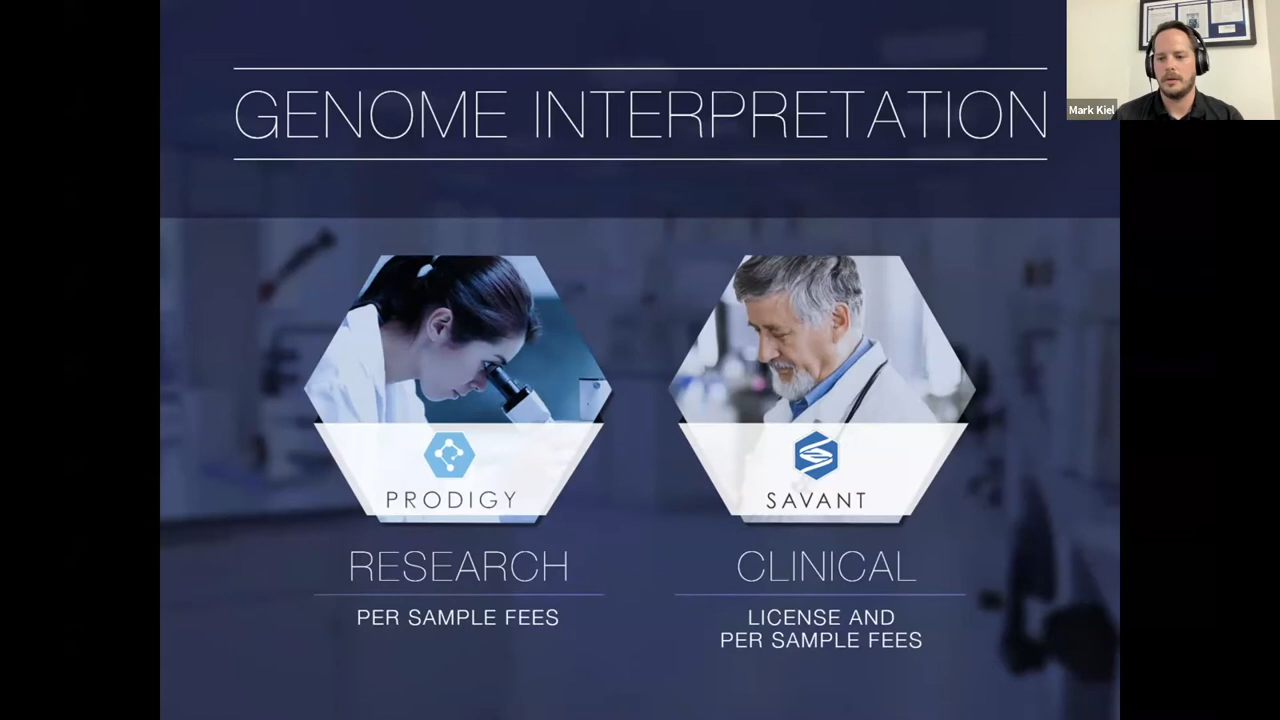 GENOME INTERPRETATION
Mark Kiel
PRODIGY
SAVANT
RESEARCH
CLINICAL
PER SAMPLE FEES
LICENSE AND
PER SAMPLE FEES